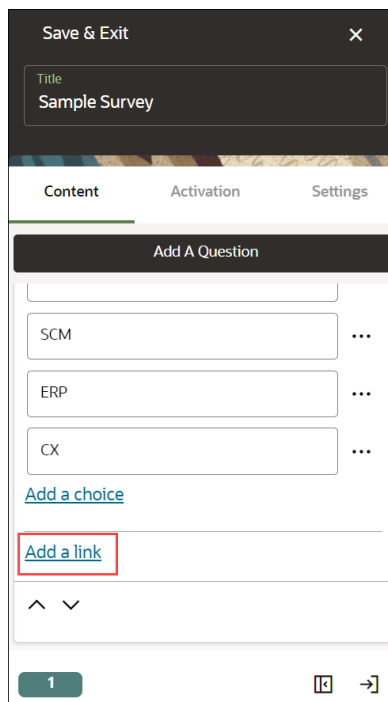 Save & Exit
Title
Sample Survey
Content Activation Settings
Add A Question
SCM
ERP
CX
Add a choice
Add a link
1